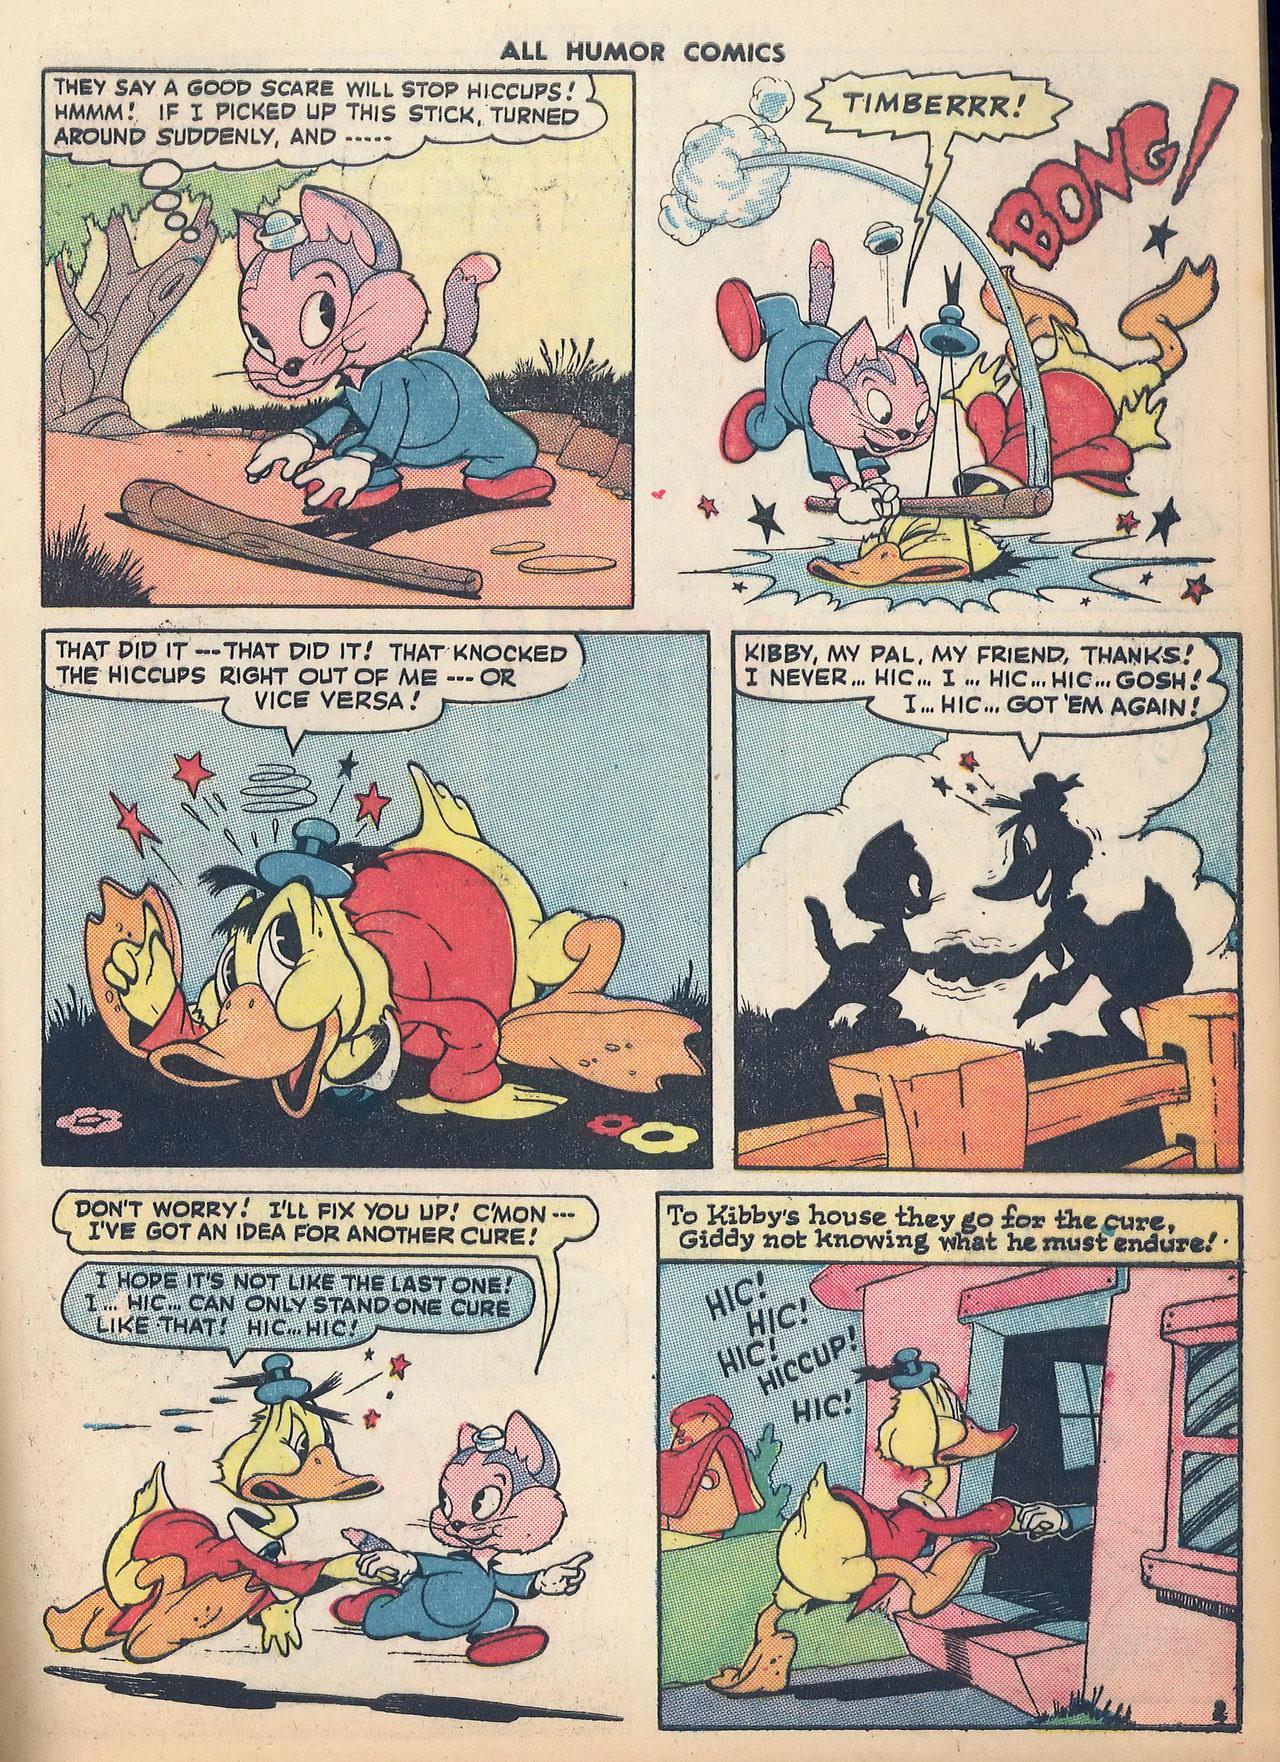 ALL HUMOR COMICS
THEY SAY A GOOD SCARE WILL STOP HICCUPS!
HMMM! IF I PICKED UP THIS STICK, TURNED
AROUND SUDDENLY, AND -----
TIMBERRR!
BONG!
THAT DID IT --- THAT DID IT! THAT KNOCKED
THE HICCUPS RIGHT OUT OF ME --- OR
VICE VERSA!
KIBBY, MY PAL, MY FRIEND, THANKS!
I NEVER... HIC... I ... HIC... HIC... GOSH!
I... HIC... GOT 'EM AGAIN!
DON'T WORRY! I'LL FIX YOU UP! C'MON ---
I'VE GOT AN IDEA FOR ANOTHER CURE!
I HOPE IT'S NOT LIKE THE LAST ONE!
I... HIC... CAN ONLY STAND ONE CURE
LIKE THAT! HIC...HIC!
To Kibby's house they go for the cure,
Giddy not knowing what he must endure!
HIC!
HIC!
HIC!
HICCUP!
HIC!